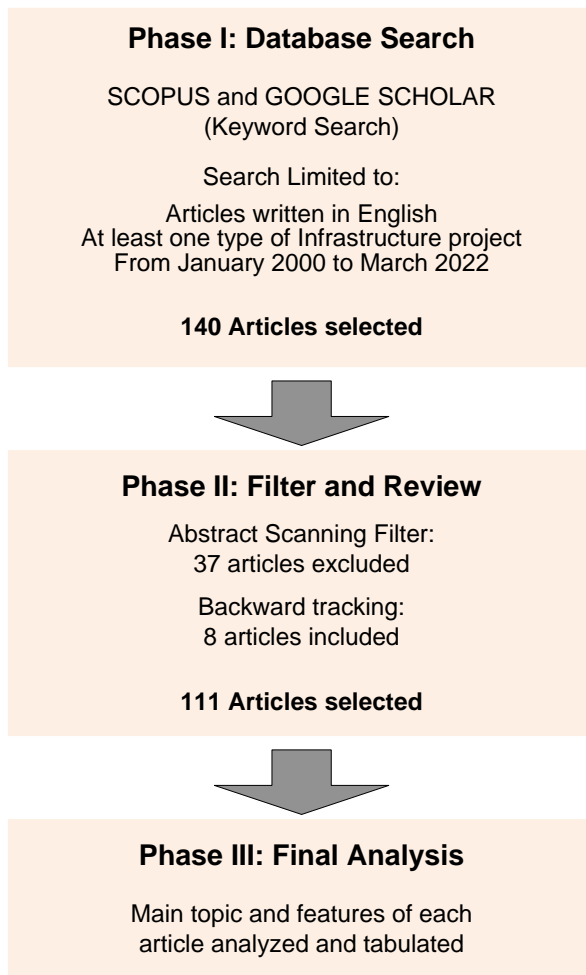 Phase I: Database Search
SCOPUS and GOOGLE SCHOLAR
(Keyword Search)
Search Limited to:
Articles written in English
At least one type of Infrastructure project
From January 2000 to March 2022
140 Articles selected
Phase II: Filter and Review
Abstract Scanning Filter:
37 articles excluded
Backward tracking:
8 articles included
111 Articles selected
Phase III: Final Analysis
Main topic and features of each
article analyzed and tabulated